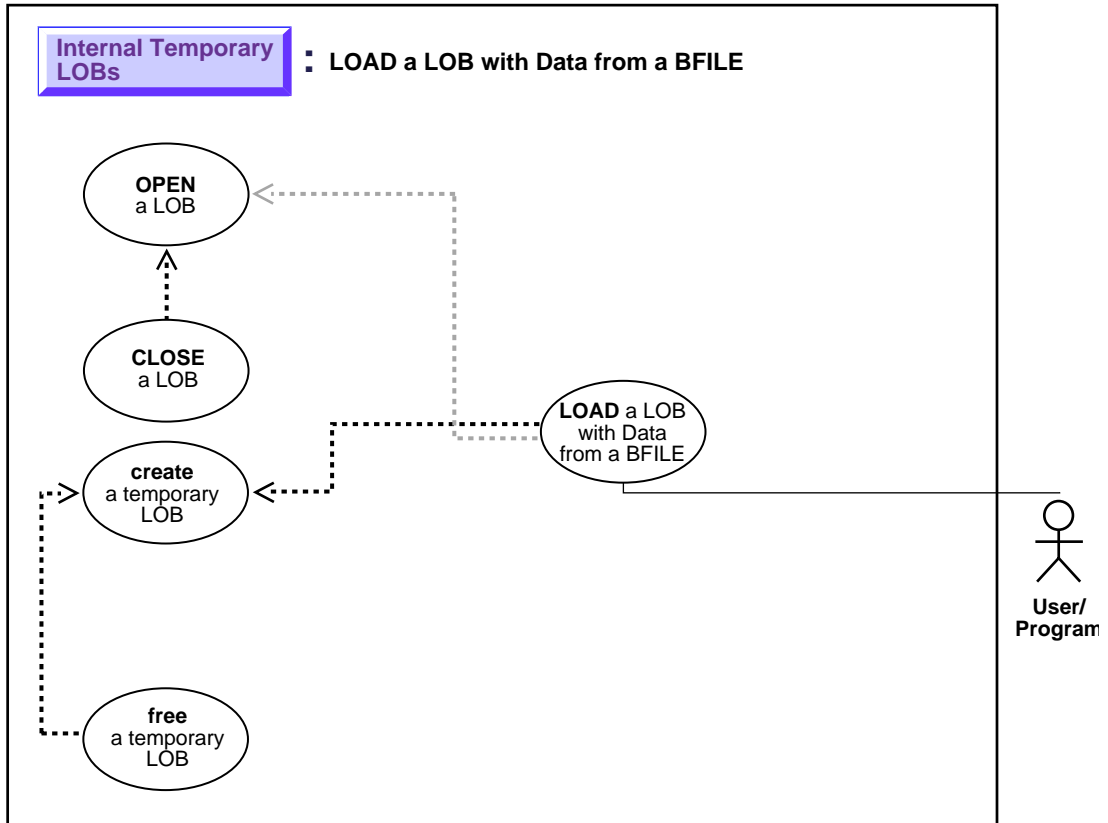 Internal Temporary
LOBs
: LOAD a LOB with Data from a BFILE
OPEN
a LOB
CLOSE
a LOB
LOAD a LOB
with Data
from a BFILE
create
a temporary
LOB
User/
Program
free
a temporary
LOB